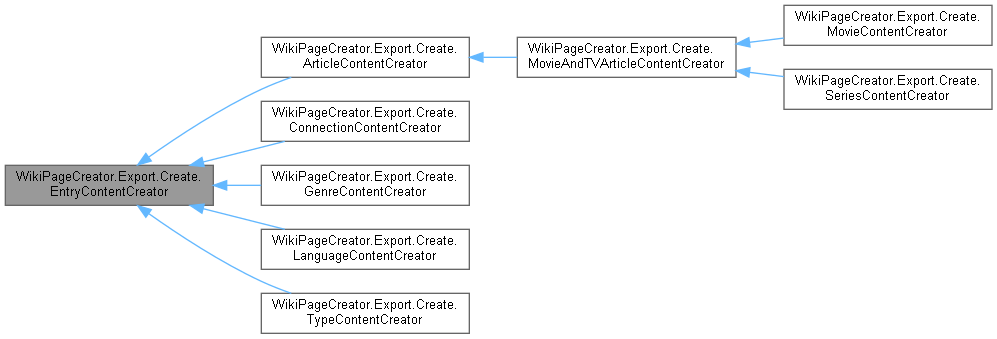 WikiPageCreator.Export.Create.
MovieContentCreator
WikiPageCreator.Export.Create.
ArticleContentCreator
WikiPageCreator.Export.Create.
MovieAndTVArticleContentCreator
WikiPageCreator.Export.Create.
SeriesContentCreator
WikiPageCreator.Export.Create.
ConnectionContentCreator
WikiPageCreator.Export.Create.
EntryContentCreator
WikiPageCreator.Export.Create.
GenreContentCreator
WikiPageCreator.Export.Create.
LanguageContentCreator
WikiPageCreator.Export.Create.
TypeContentCreator